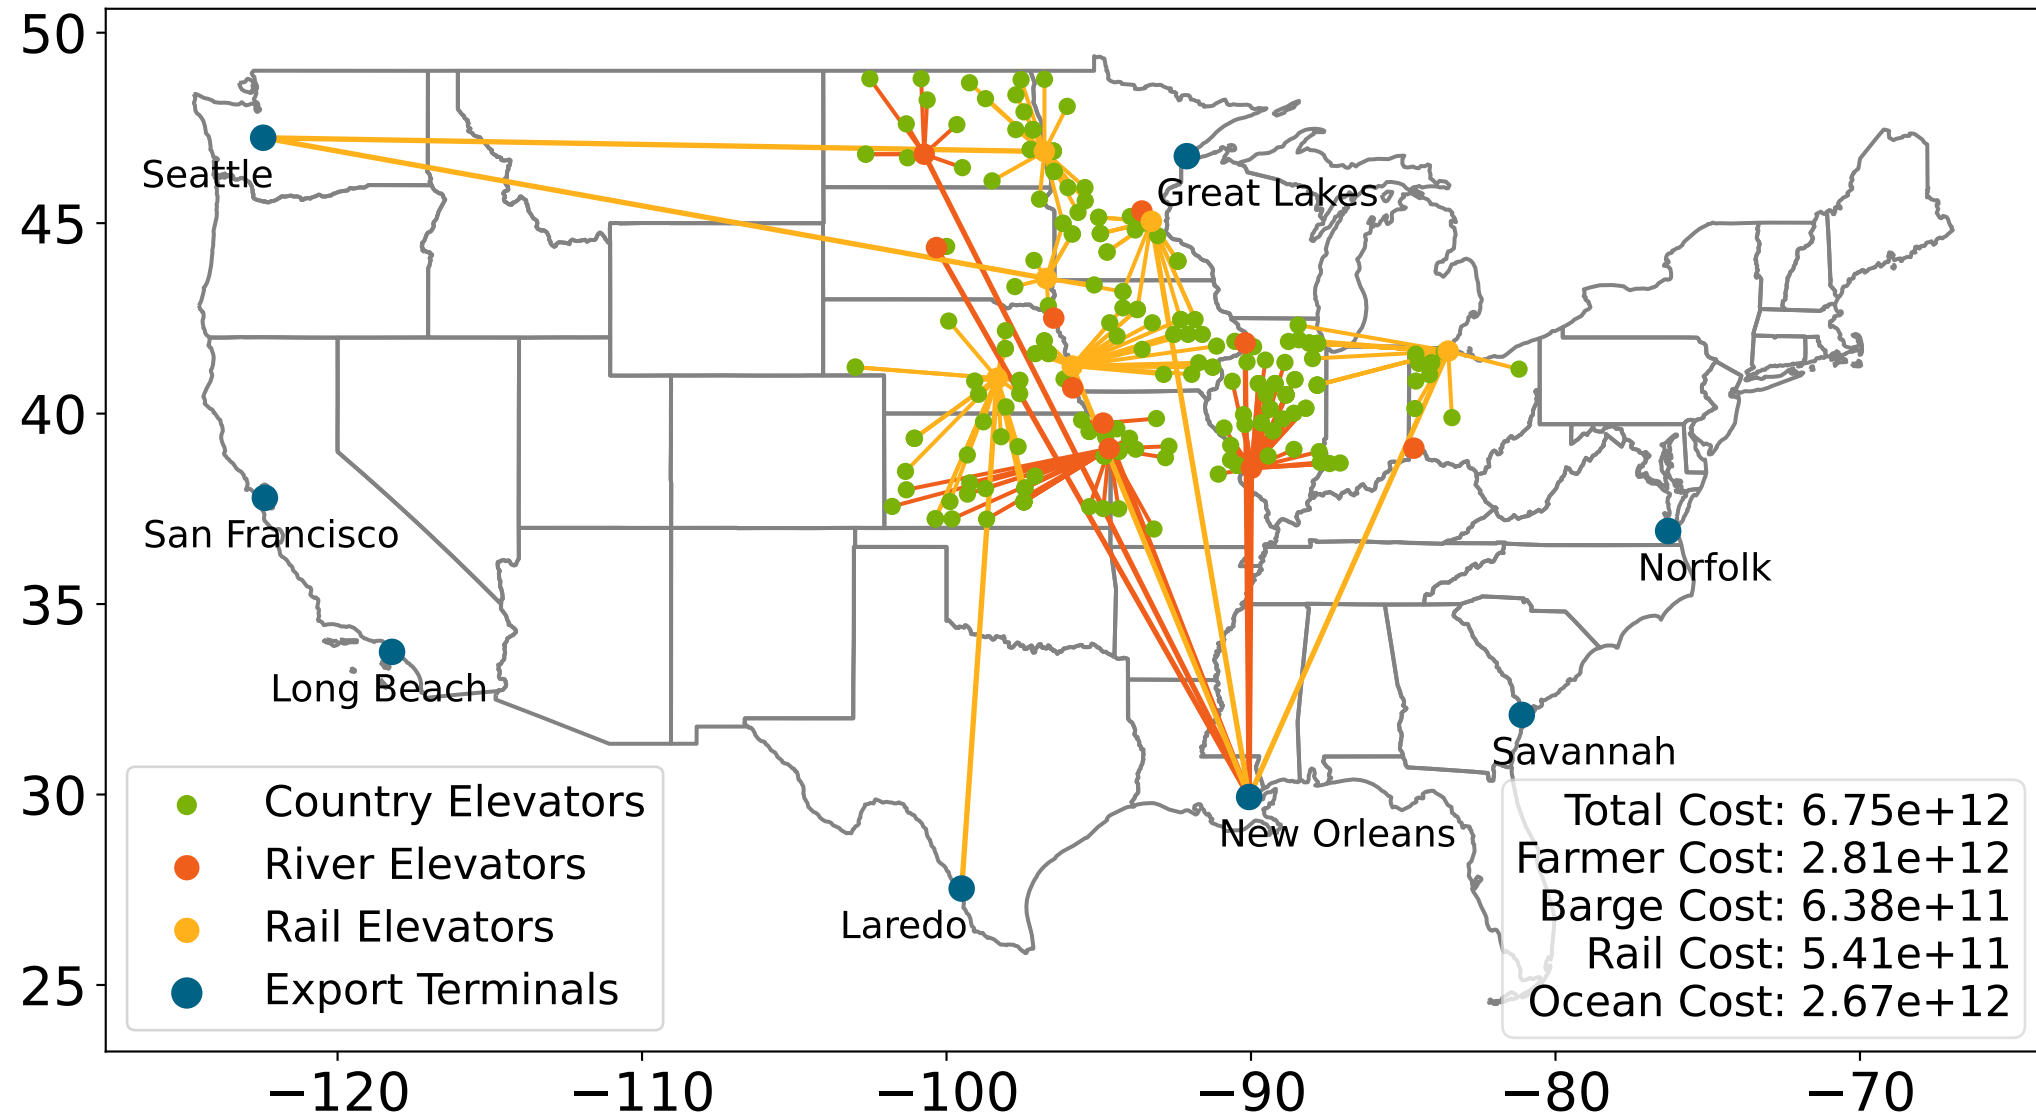 50
45
40
35
30
25
−120
−110
−100
−90
−80
−70
Seattle
Great Lakes
San Francisco
Norfolk
Long Beach
Savannah
New Orleans
Laredo
Country Elevators
River Elevators
Rail Elevators
Export Terminals
Total Cost: 6.75e+12
Farmer Cost: 2.81e+12
Barge Cost: 6.38e+11
Rail Cost: 5.41e+11
Ocean Cost: 2.67e+12